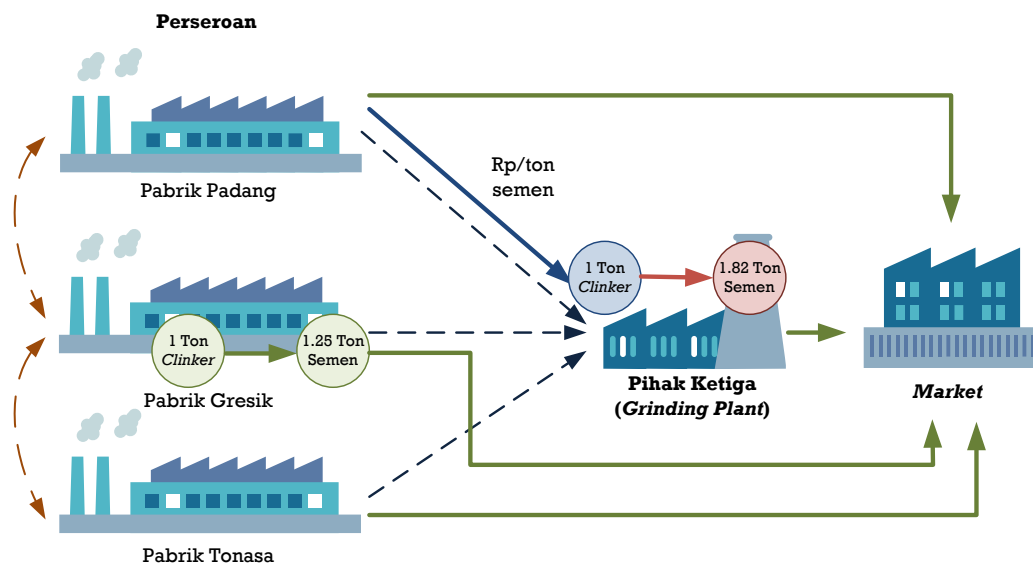 Perseroan
Pabrik Padang
Rp/ton
semen
1 Ton
Clinker
1.82 Ton
Semen
1 Ton
Clinker
1.25 Ton
Semen
Pabrik Gresik
Pihak Ketiga
(Grinding Plant)
Market
Pabrik Tonasa